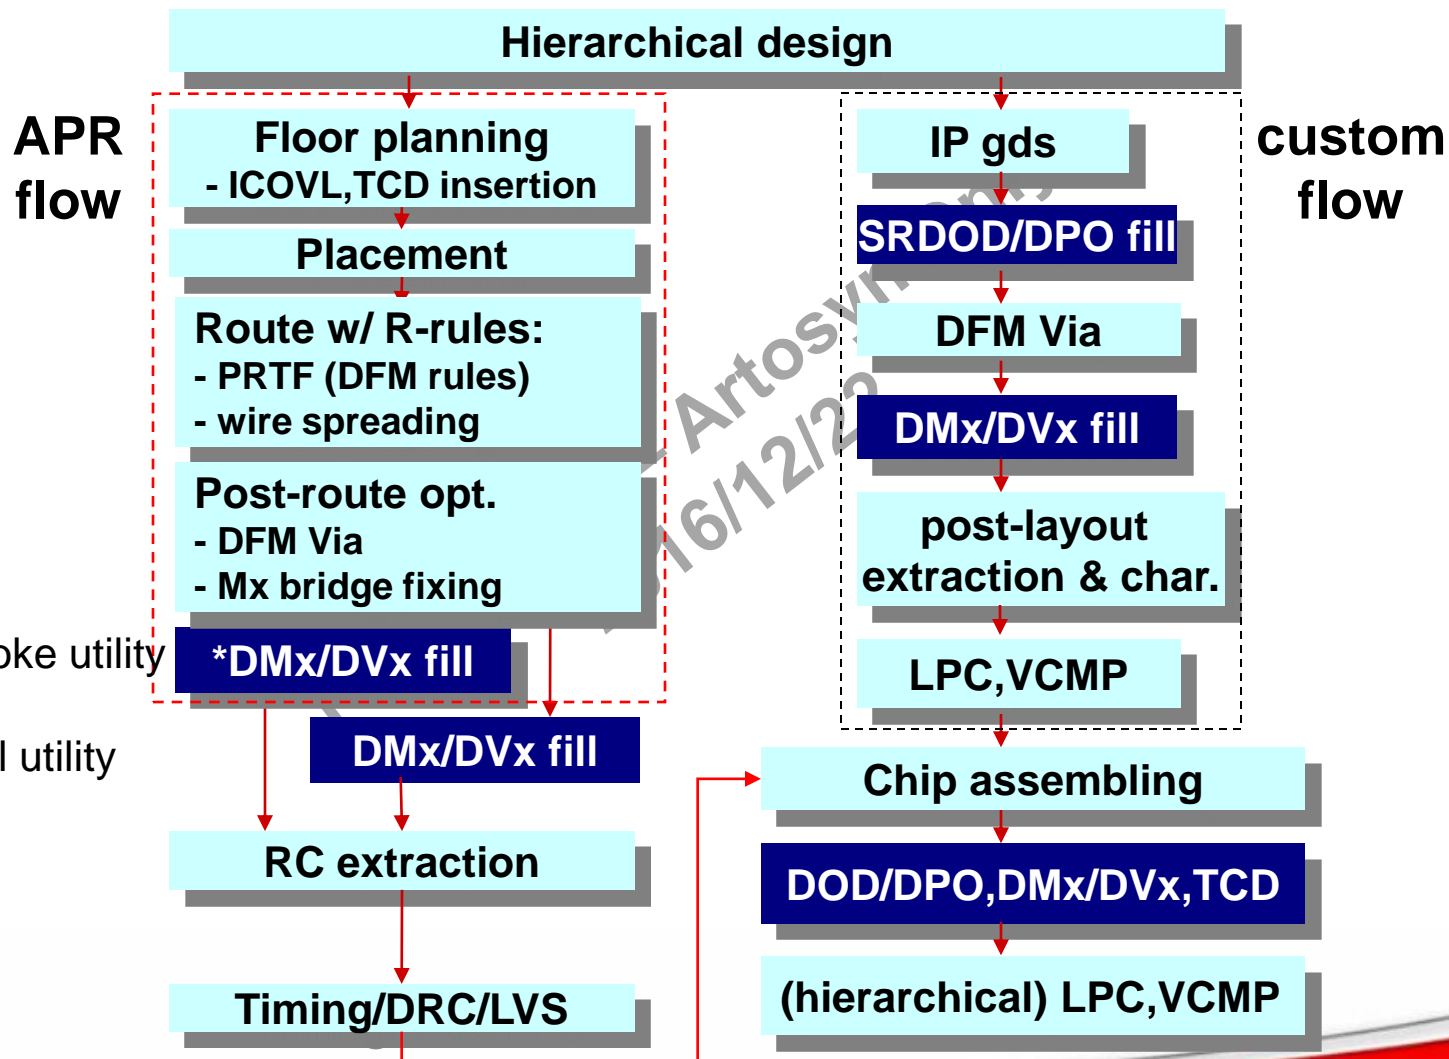 Hierarchical design
APR
flow
Floor planning
- ICOVL,TCD insertion
Placement
Route w/ R-rules:
- PRTF (DFM rules)
- wire spreading
Post-route opt.
- DFM Via
- Mx bridge fixing
utility
*DMx/DVx fill
utility
DMx/DVx fill
RC extraction
Timing/DRC/LVS
custom
flow
IP gds
SRDOD/DPO fill
DFM Via
DMx/DVx fill
post-layout
extraction & char.
LPC,VCMP
Chip assembling
DOD/DPO,DMx/DVx,TCD
(hierarchical) LPC,VCMP